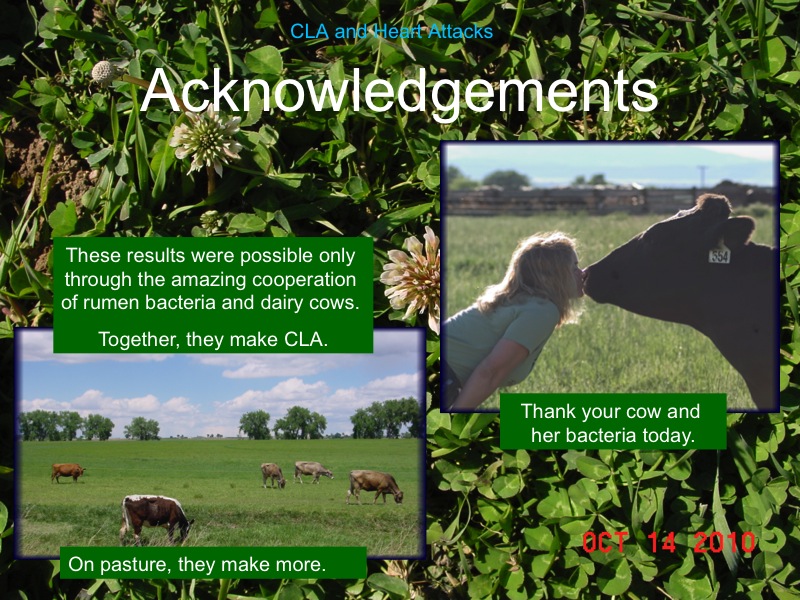 CLA and Heart Attacks
Acknowledgements
These results were possible only
through the amazing cooperation
of rumen bacteria and dairy cows.
Together, they make CLA.
554
Thank your cow and
her bacteria today.
On pasture, they make more.
OCT 14 2010